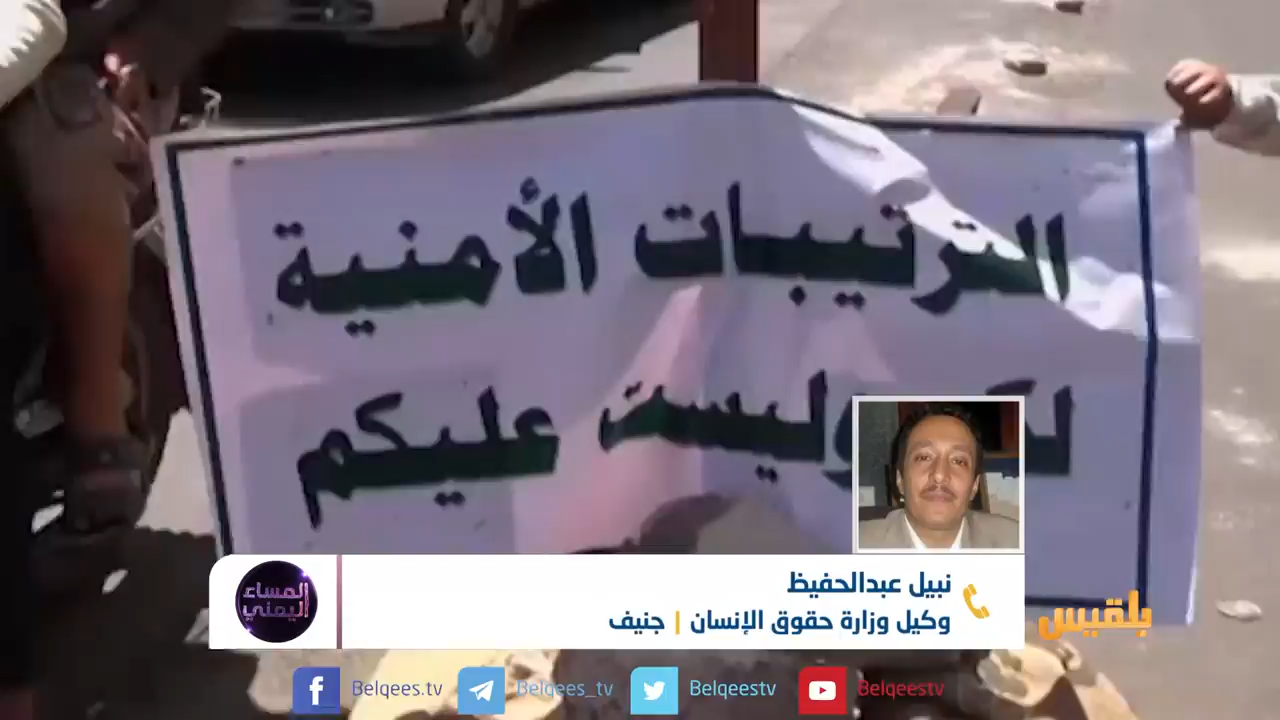 الترتيبات الأمنية
وليست عليكم
نبيل عبدالحفيظ
وكيل وزارة حقوق الإنسان | جنيف
المساء
اليمني
بلقيس
Belqees.tv
Belqees_tv
Belqeestv
Belqeestv